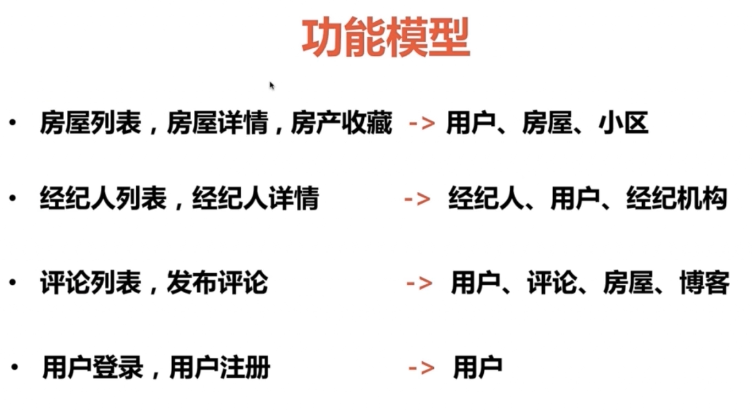 功能模型
• 房屋列表，房屋详情，房产收藏 -> 用户、房屋、小区
• 经纪人列表，经纪人详情 -> 经纪人、用户、经纪机构
• 评论列表，发布评论 -> 用户、评论、房屋、博客
• 用户登录，用户注册 -> 用户